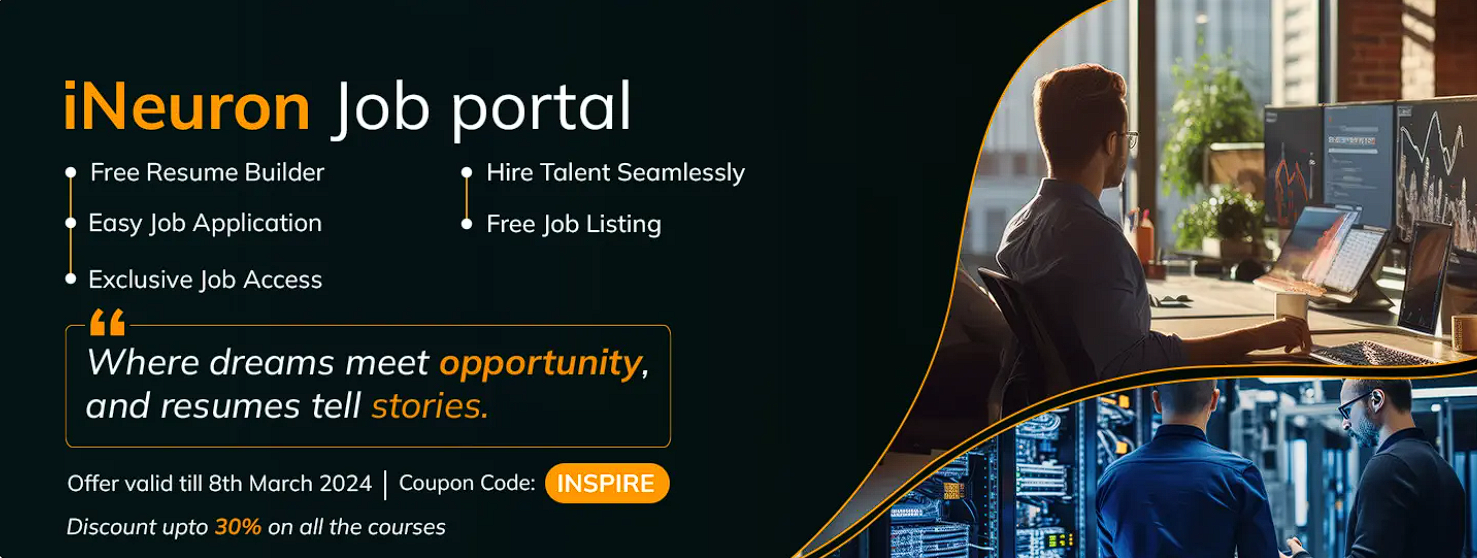 iNeuron Job portal
Free Resume Builder
Easy Job Application
Exclusive Job Access
Hire Talent Seamlessly
Free Job Listing
“
Where dreams meet opportunity,
and resumes tell stories.
Offer valid till 8th March 2024 | Coupon Code: INSPIRE
Discount upto 30% on all the courses